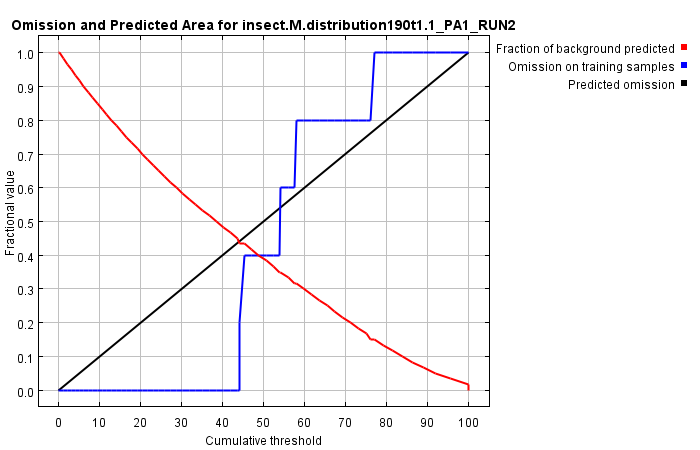 Omission and Predicted Area for insect.M.distribution190t1.1_PA1_RUN2
Fraction of background predicted
Omission on training samples
Predicted omission
1.0
0.9
0.8
0.7
0.6
0.5
0.4
0.3
0.2
0.1
0.0
Fractional value
0 10 20 30 40 50 60 70 80 90 100
Cumulative threshold